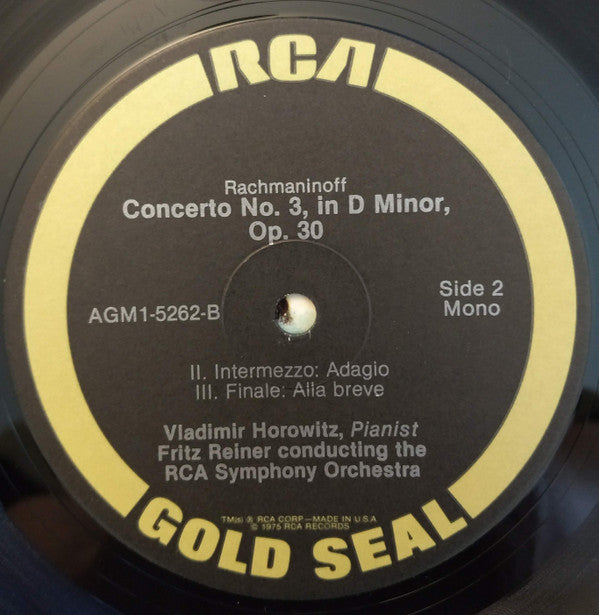 RCA
Rachmaninoff
Concerto No. 3, in D Minor,
Op. 30
AGM1-5262-B
Side 2
Mono
II. Intermezzo: Adagio
III. Finale: Alla breve
Vladimir Horowitz, Pianist
Fritz Reiner conducting the
RCA Symphony Orchestra
TM(s) ® RCA CORP—MADE IN U.S.A
© 1975 RCA RECORDS
GOLD SEAL